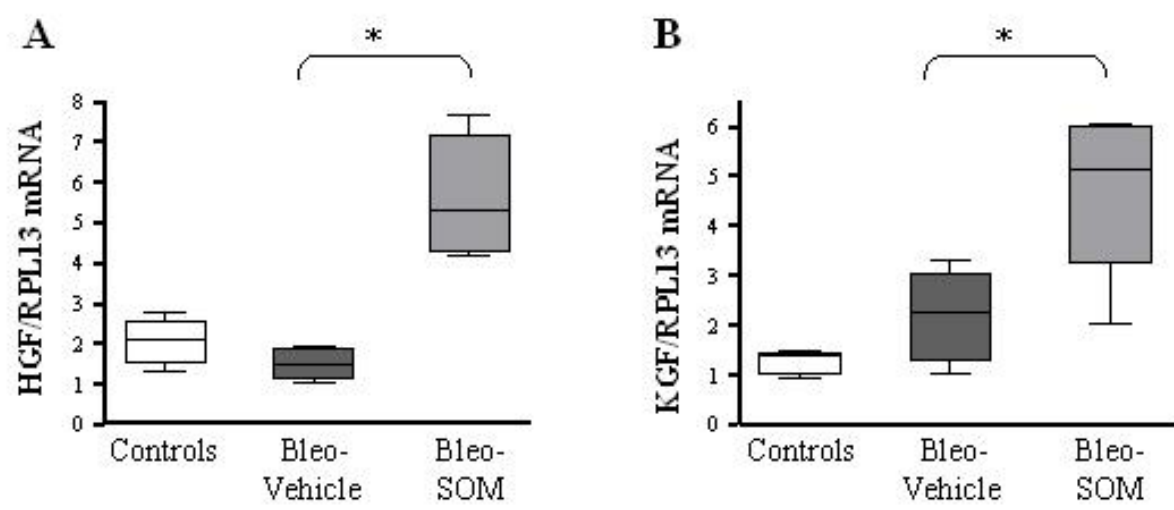 A
*
HGF/RPL13 mRNA
8
7
6
5
4
3
2
1
0
Controls
Bleo-
Vehicle
Bleo-
SOM
B
*
KGF/RPL13 mRNA
6
5
4
3
2
1
0
Controls
Bleo-
Vehicle
Bleo-
SOM